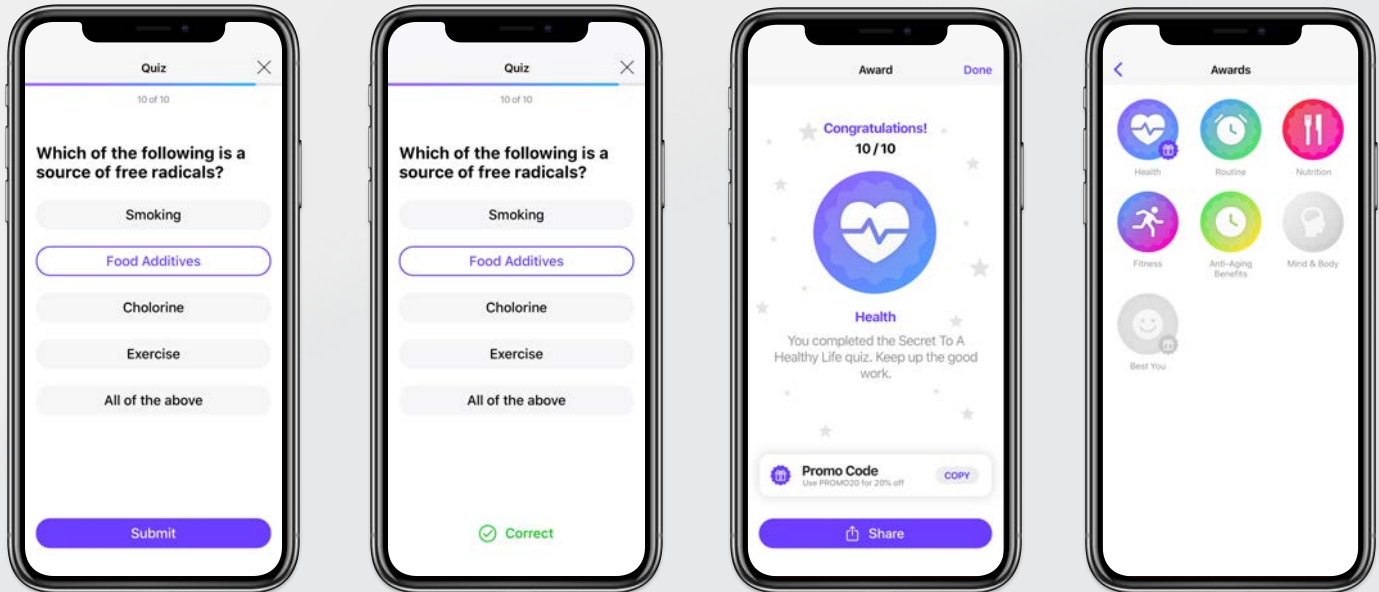 Quiz
10 of 10
Which of the following is a
source of free radicals?
Smoking
Food Additives
Cholorine
Exercise
All of the above
Submit
Quiz
10 of 10
Which of the following is a
source of free radicals?
Smoking
Food Additives
Cholorine
Exercise
All of the above
Correct
Award
Done
Congratulations!
10 / 10
Health
You completed the Secret To A
Healthy Life quiz. Keep up the good
work.
Promo Code
Use PROMO20 for 20% off
COPY
Share
Awards
Health
Routine
Nutrition
Fitness
Anti-Aging
Benefits
Mind & Body
Best You